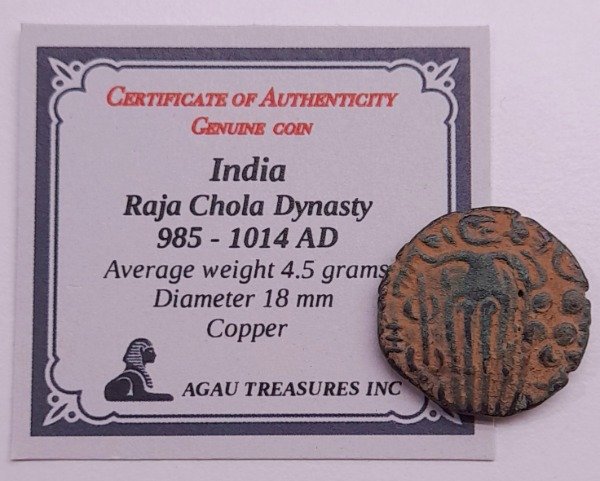 CERTIFICATE OF AUTHENTICITY
GENUINE COIN
India
Raja Chola Dynasty
985 - 1014 AD
Average weight 4.5 grams
Diameter 18 mm
Copper
AGAU TREASURES INC